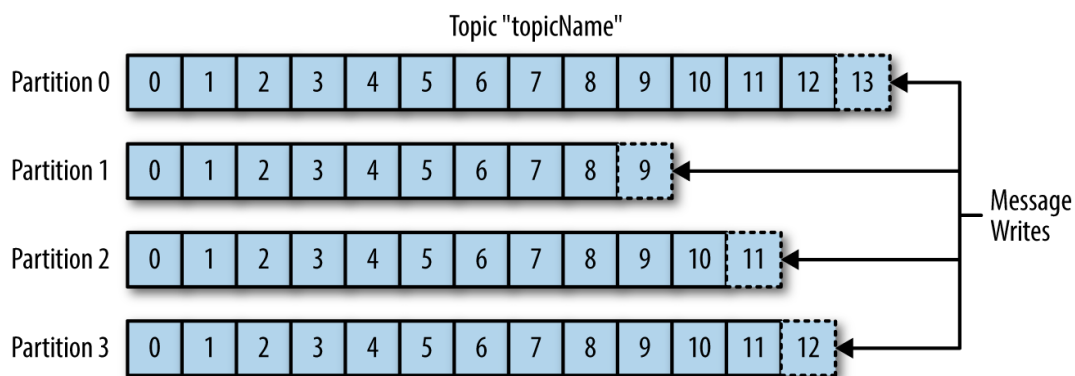 Topic "topicName"
Partition 0 0 1 2 3 4 5 6 7 8 9 10 11 12 13
Partition 1 0 1 2 3 4 5 6 7 8 9
Partition 2 0 1 2 3 4 5 6 7 8 9 10 11
Partition 3 0 1 2 3 4 5 6 7 8 9 10 11 12
Message
Writes